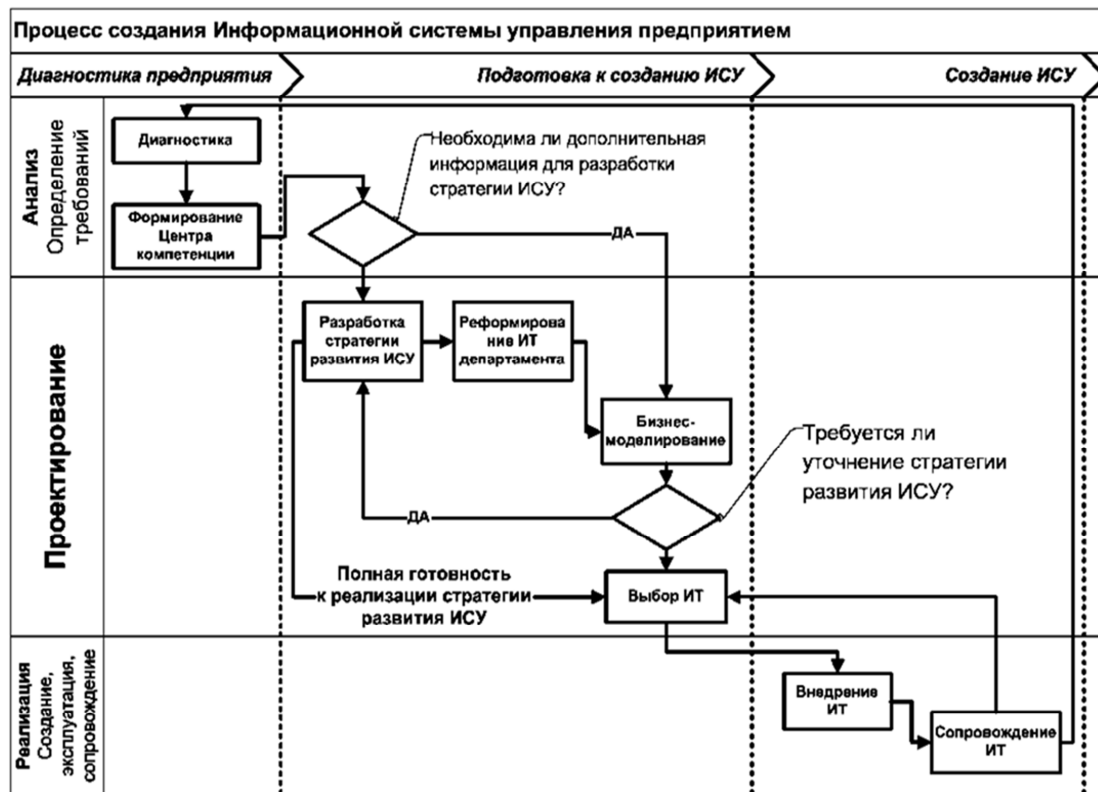 Процесс создания Информационной системы управления предприятием
Диагностика предприятия
Подготовка к созданию ИСУ
Создание ИСУ
Анализ
Определение
требований
Диагностика
Формирование
Центра
компетенции
Необходима ли дополнительная
информация для разработки
стратегии ИСУ?
ДА
Проектирование
Разработка
стратегии
развития ИСУ
Реформирова
ние ИТ
департамента
Бизнес-
моделирование
Требуется ли
уточнение стратегии
развития ИСУ?
ДА
Полная готовность
к реализации стратегии
развития ИСУ
Выбор ИТ
Реализация
Создание,
эксплуатация,
сопровождение
Внедрение
ИТ
Сопровождение
ИТ